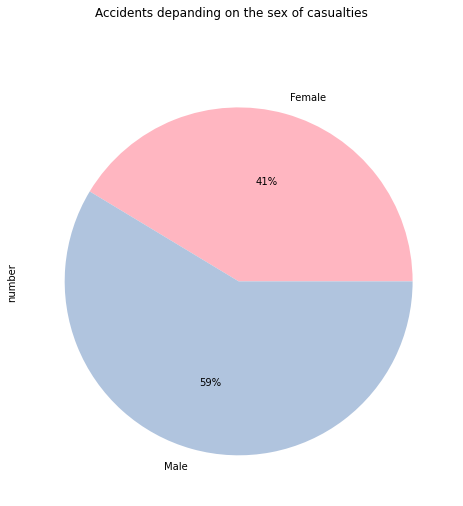 Accidents depanding on the sex of casualties
Female
41%
number
59%
Male